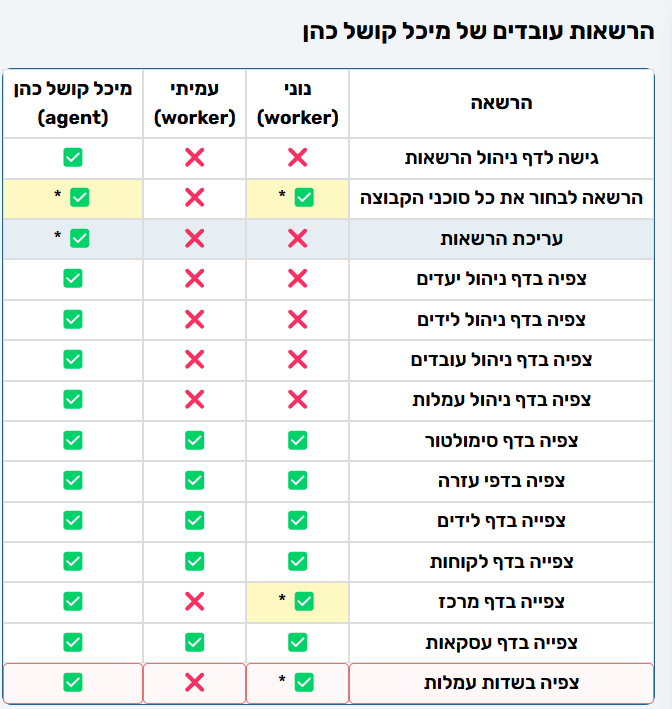 הרשאות עובדים של מיכל קושל כהן
הרשאה נוני (worker) עמיתי (worker) מיכל קושל כהן (agent)
גישה לדף ניהול הרשאות ❌ ❌ ✅
הרשאה לבחור את כל סוכני הקבוצה ✅ * ❌ ✅ *
עריכת הרשאות ❌ ❌ ✅ *
צפיה בדף ניהול יעדים ❌ ❌ ✅
צפיה בדף ניהול לידים ❌ ❌ ✅
צפיה בדף ניהול עובדים ❌ ❌ ✅
צפיה בדף ניהול עמלות ❌ ❌ ✅
צפיה בדף סימולטור ✅ ✅ ✅
צפיה בדפי עזרה ✅ ✅ ✅
צפייה בדף לידים ✅ ✅ ✅
צפייה בדף לקוחות ✅ ✅ ✅
צפייה בדף מרכז ✅ * ❌ ✅
צפייה בדף עסקאות ✅ ✅ ✅
צפיה בשדות עמלות ✅ * ❌ ✅